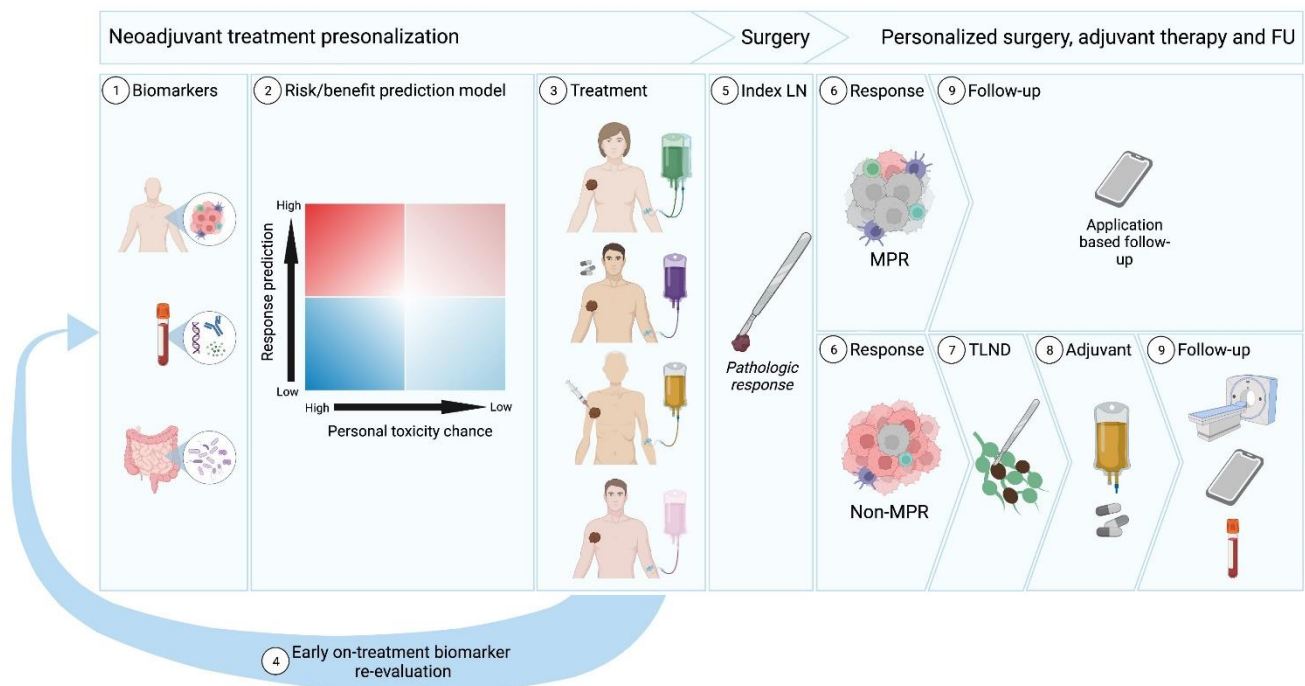 Neoadjuvant treatment presonalization
Surgery
Personalized surgery, adjuvant therapy and FU
1 Biomarkers
2 Risk/benefit prediction model
3 Treatment
5 Index LN
6 Response
9 Follow-up
High
Response prediction
Low
High
Low
Personal toxicity chance
Pathologic
response
MPR
Application
based follow-
up
6 Response
7 TLND
8 Adjuvant
9 Follow-up
Non-MPR
4 Early on-treatment biomarker
re-evaluation